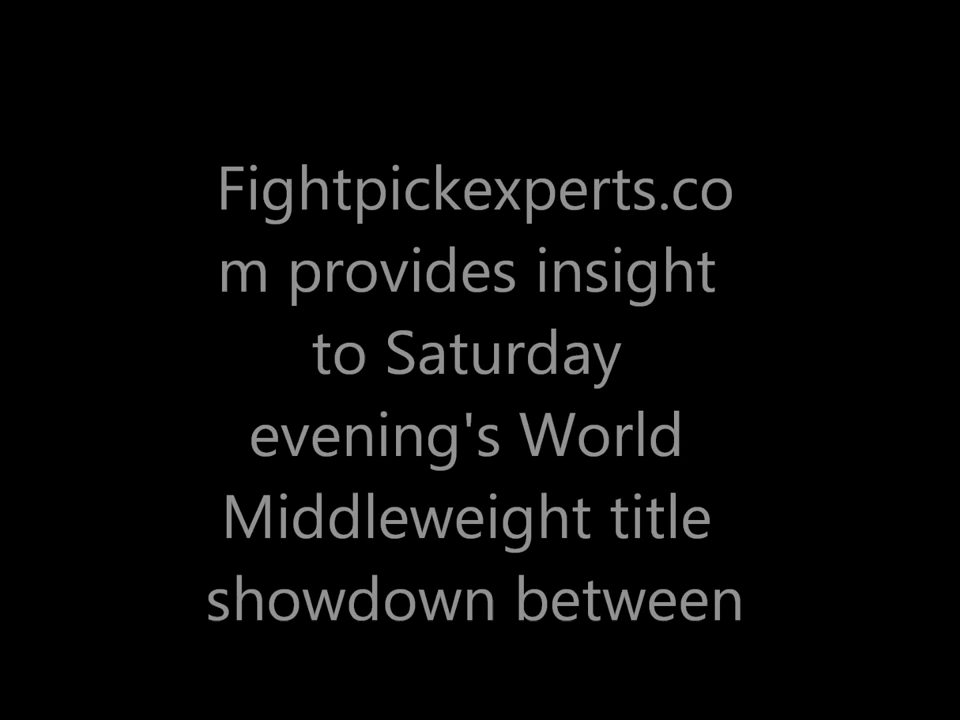 Fightpickexperts.co
m provides insight
to Saturday
evening's World
Middleweight title
showdown between